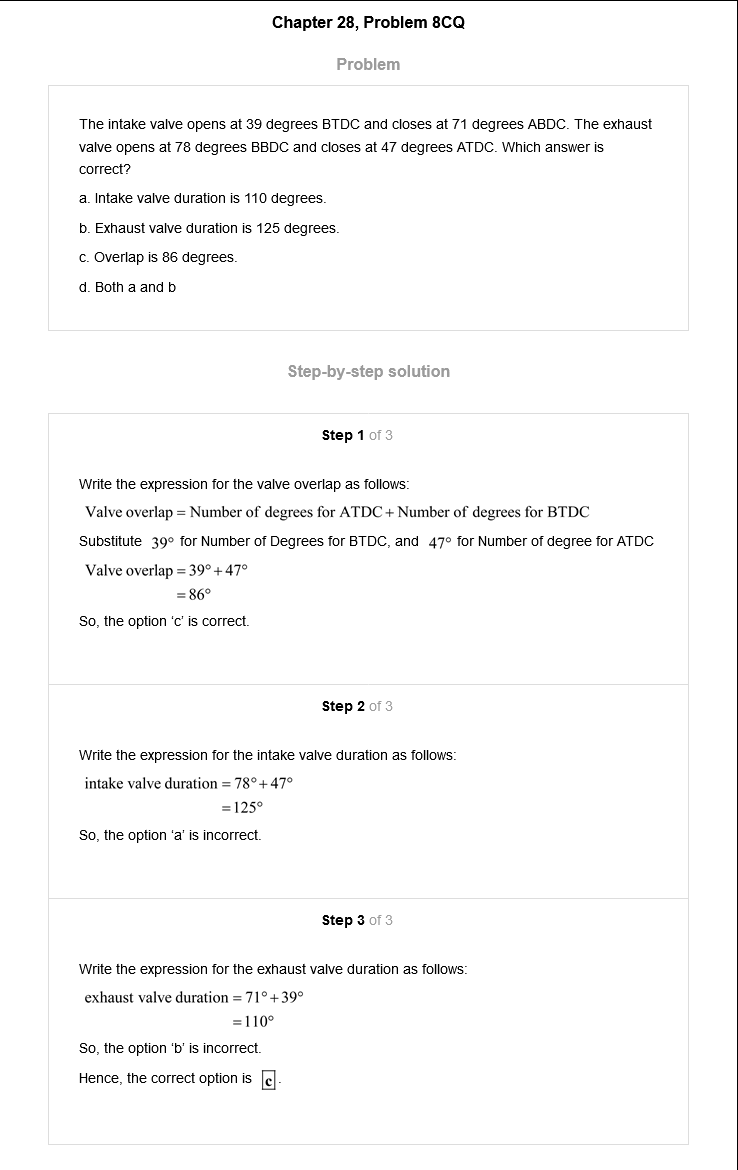 Chapter 28, Problem 8CQ
Problem
The intake valve opens at 39 degrees BTDC and closes at 71 degrees ABDC. The exhaust
valve opens at 78 degrees BBDC and closes at 47 degrees ATDC. Which answer is
correct?
a. Intake valve duration is 110 degrees.
b. Exhaust valve duration is 125 degrees.
c. Overlap is 86 degrees.
d. Both a and b
Step-by-step solution
Step 1 of 3
Write the expression for the valve overlap as follows:
Valve overlap = Number of degrees for ATDC + Number of degrees for BTDC
Substitute 39° for Number of Degrees for BTDC, and 47° for Number of degree for ATDC
Valve overlap = 39° + 47°
= 86°
So, the option ‘c’ is correct.
Step 2 of 3
Write the expression for the intake valve duration as follows:
intake valve duration = 78° + 47°
= 125°
So, the option ‘a’ is incorrect.
Step 3 of 3
Write the expression for the exhaust valve duration as follows:
exhaust valve duration = 71° + 39°
= 110°
So, the option ‘b’ is incorrect.
Hence, the correct option is c.